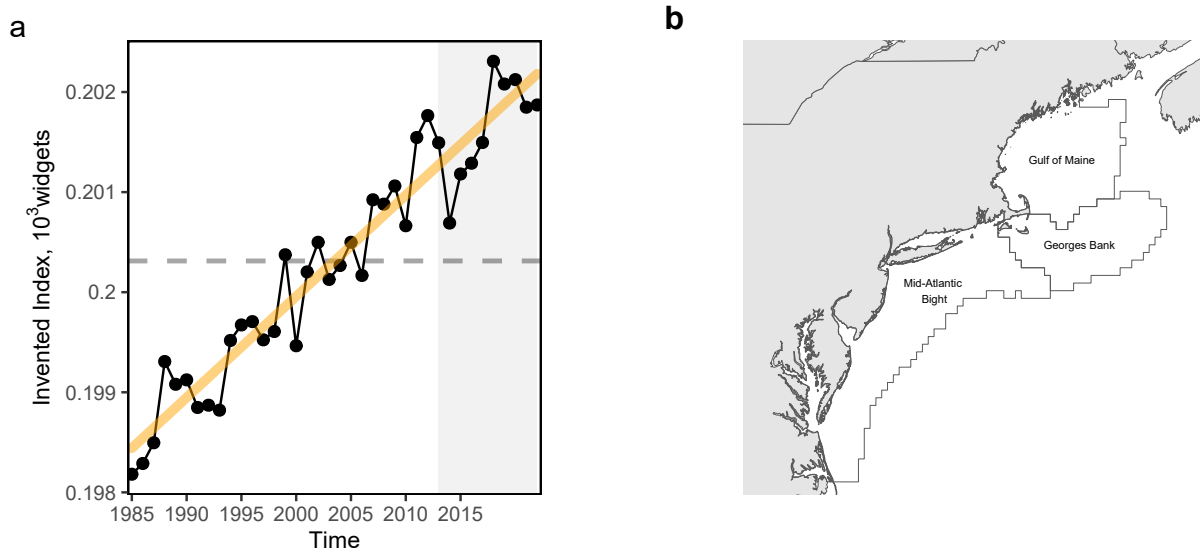 a
Invented Index, 10³widgets
0.202
0.201
0.2
0.199
0.198
1985 1990 1995 2000 2005 2010 2015
Time
b
Gulf of Maine
Georges Bank
Mid-Atlantic
Bight